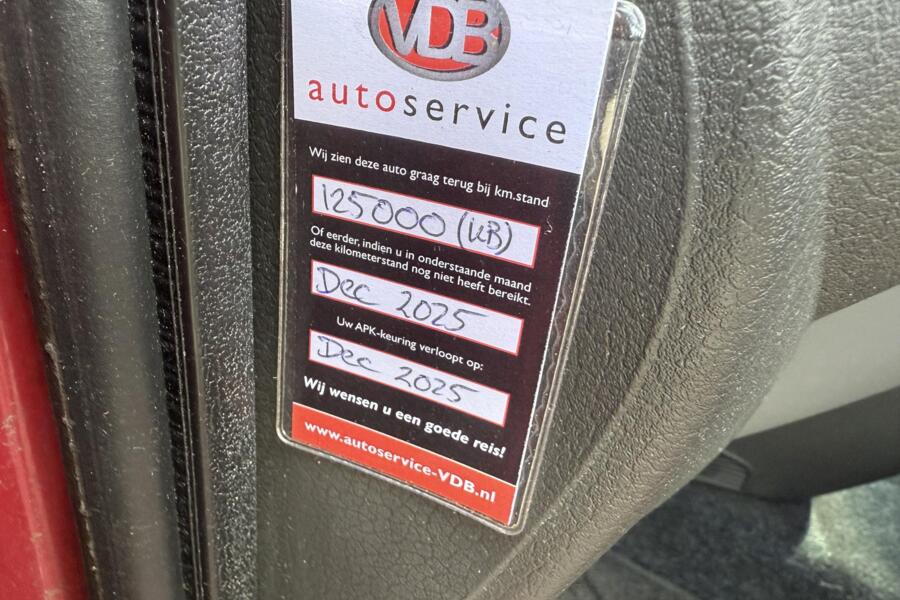 VDB
autoservice
Wij zien deze auto graag terug bij km.stand
125000 (KB)
Of eerder, indien u in onderstaande maand
deze kilometerstand nog niet heeft bereikt.
Dec 2025
Uw APK-keuring verloopt op:
Dec 2025
Wij wensen u een goede reis!
www.autoservice-VDB.nl